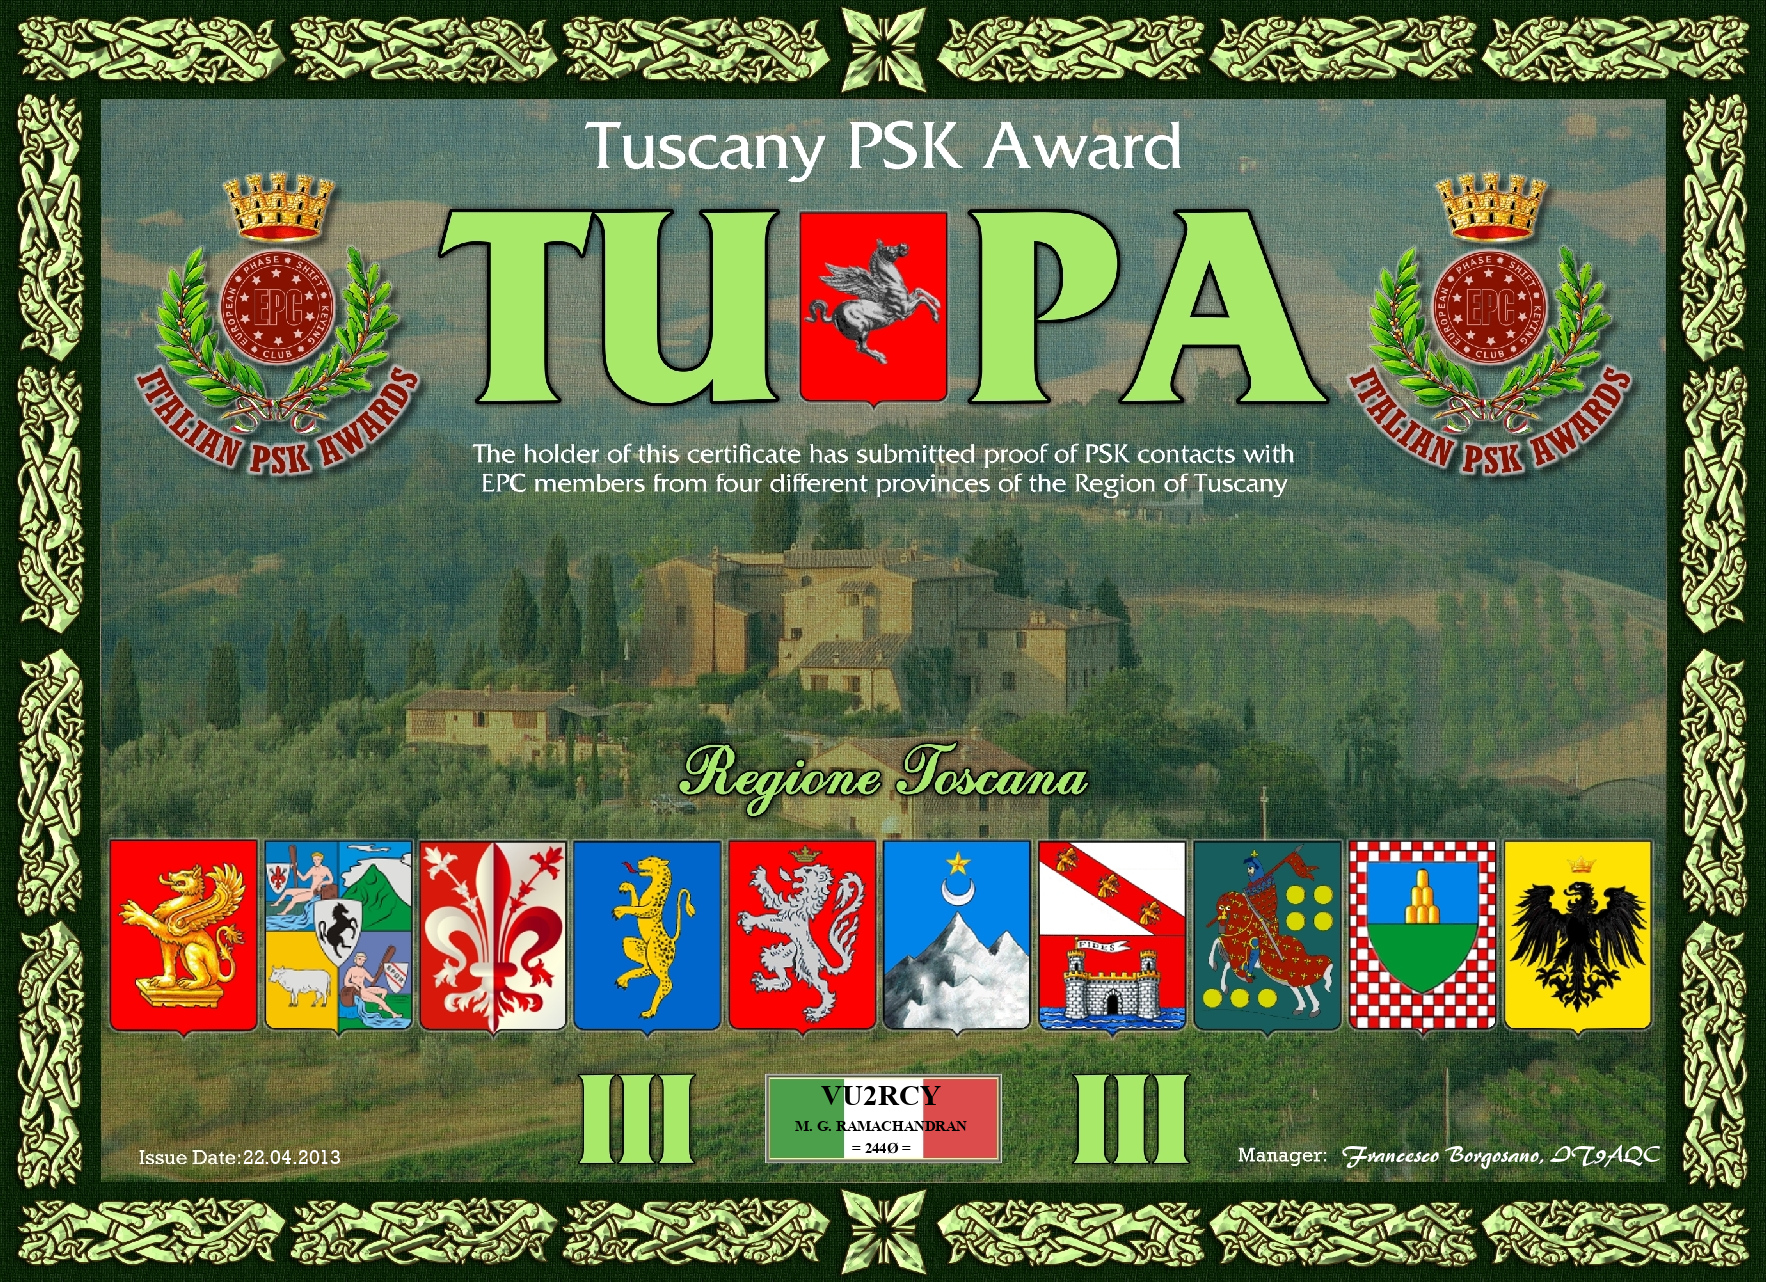 Tuscany PSK Award
TU PA
EUROPEAN * PHASE * SHIFT * KEYING * CLUB *
EPC
ITALIAN PSK AWARDS
EUROPEAN * PHASE * SHIFT * KEYING * CLUB *
EPC
ITALIAN PSK AWARDS
The holder of this certificate has submitted proof of PSK contacts with
EPC members from four different provinces of the Region of Tuscany
Regione Toscana
FIDES
SPQR
III
VU2RCY
M. G. RAMACHANDRAN
= 244Ø =
III
Issue Date:22.04.2013
Manager: Francesco Borgosano, IT9AQC